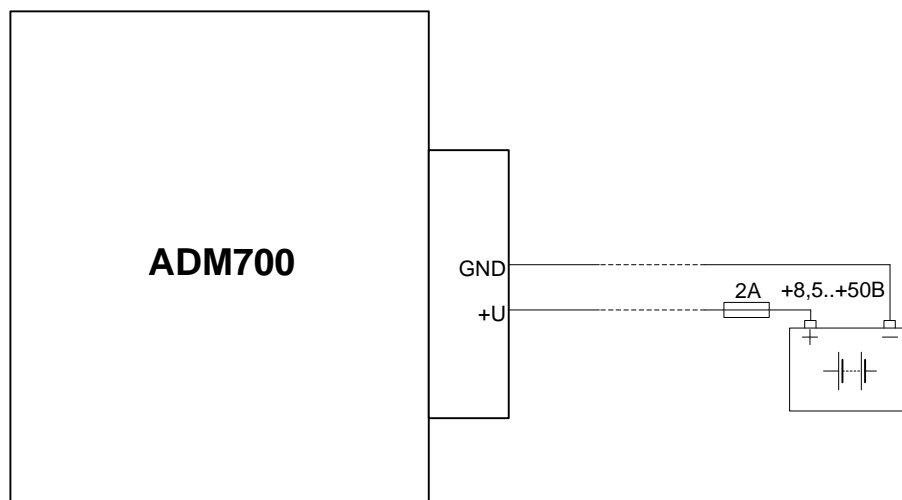 ADM700
GND
+U
2A
+8,5..+50В
+
−